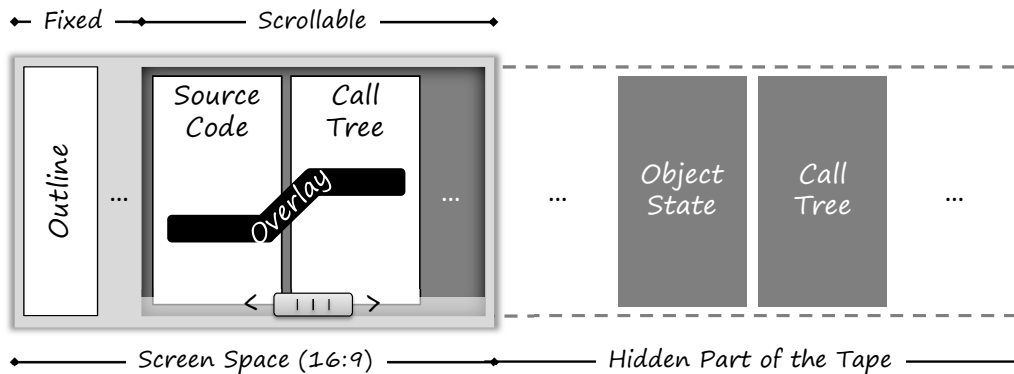 Fixed
Scrollable
Outline
...
Source
Code
Call
Tree
Overlay
...
...
Object
State
Call
Tree
...
< >
Screen Space (16:9)
Hidden Part of the Tape